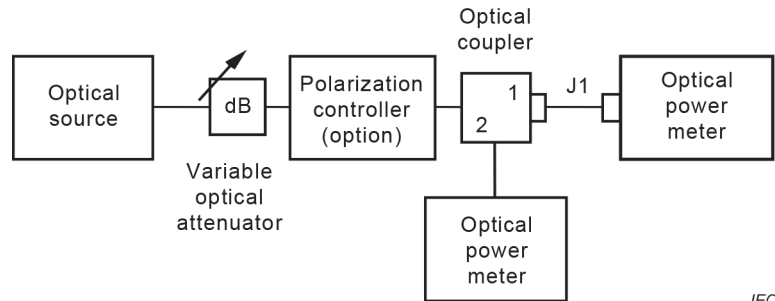 Optical
coupler
Optical
source
dB
Polarization
controller
(option)
1
2
J1
Optical
power
meter
Variable
optical
attenuator
Optical
power
meter
IEC